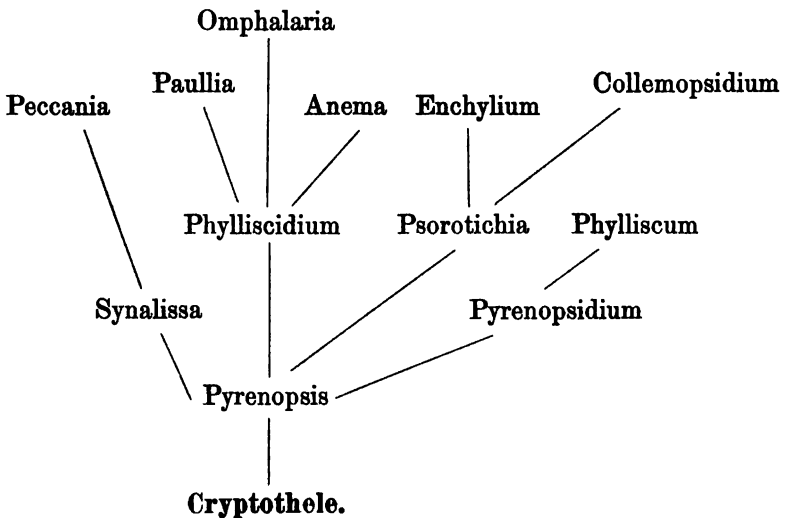 Omphalaria
Paullia
Collemopsidium
Peccania
Anema
Enchylium
Phylliscidium
Psorotichia
Phylliscum
Synalissa
Pyrenopsidium
Pyrenopsis
Cryptothele.